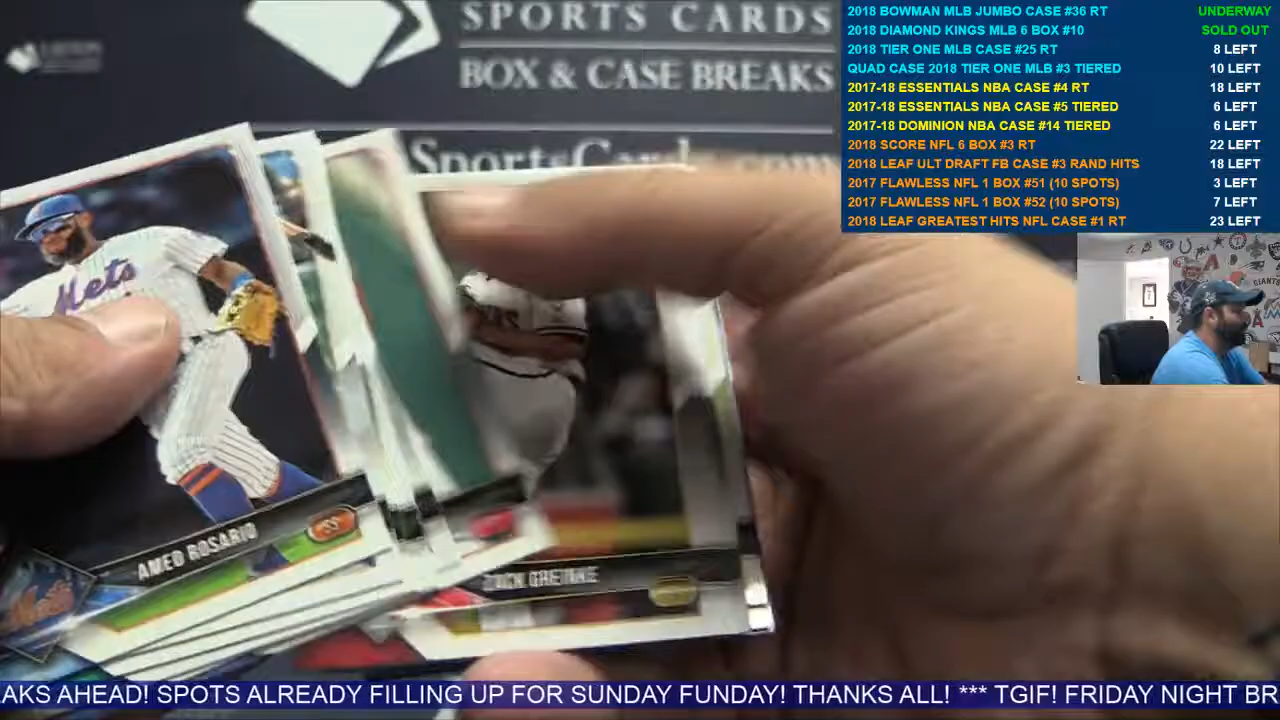 SPORTS CARDS
BOX & CASE BREAKS
SportsCards.com
2018 BOWMAN MLB JUMBO CASE #36 RT UNDERWAY
2018 DIAMOND KINGS MLB 6 BOX #10 SOLD OUT
2018 TIER ONE MLB CASE #25 RT 8 LEFT
QUAD CASE 2018 TIER ONE MLB #3 TIERED 10 LEFT
2017-18 ESSENTIALS NBA CASE #4 RT 18 LEFT
2017-18 ESSENTIALS NBA CASE #5 TIERED 6 LEFT
2017-18 DOMINION NBA CASE #14 TIERED 6 LEFT
2018 SCORE NFL 6 BOX #3 RT 22 LEFT
2018 LEAF ULT DRAFT FB CASE #3 RAND HITS 18 LEFT
2017 FLAWLESS NFL 1 BOX #51 (10 SPOTS) 3 LEFT
2017 FLAWLESS NFL 1 BOX #52 (10 SPOTS) 7 LEFT
2018 LEAF GREATEST HITS NFL CASE #1 RT 23 LEFT
GIANTS
Mets
SS
AMED ROSARIO
ZACK GREINKE
AKS AHEAD! SPOTS ALREADY FILLING UP FOR SUNDAY FUNDAY! THANKS ALL! *** TGIF! FRIDAY NIGHT BR